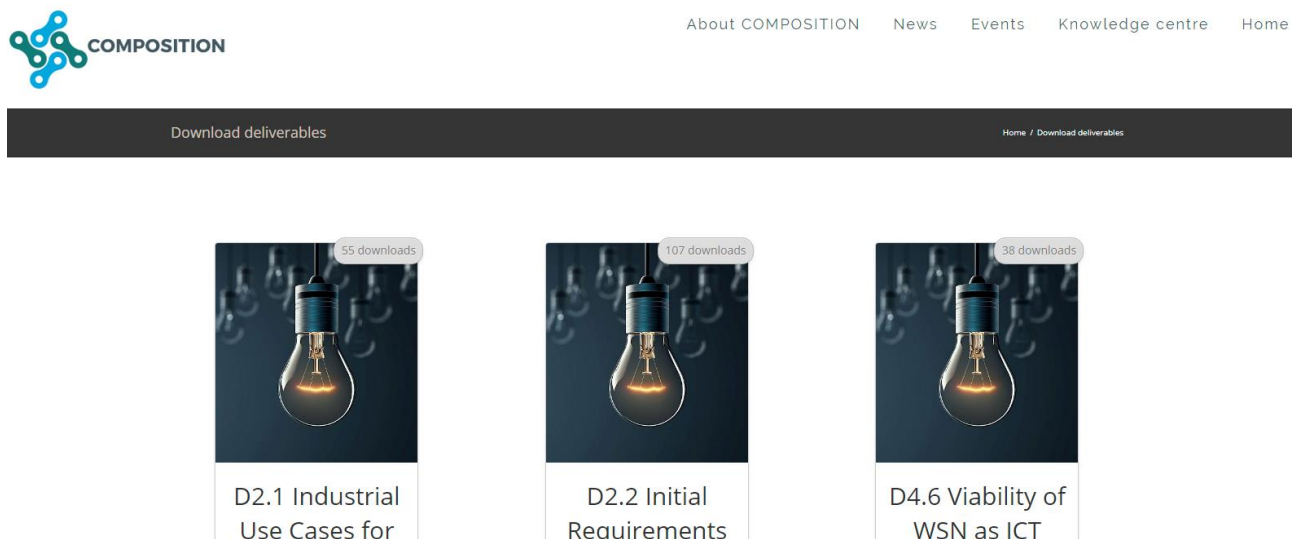 COMPOSITION
About COMPOSITION News Events Knowledge centre Home
Download deliverables
Home / Download deliverables
55 downloads
107 downloads
38 downloads
D2.1 Industrial
Use Cases for
D2.2 Initial
Requirements
D4.6 Viability of
WSN as ICT